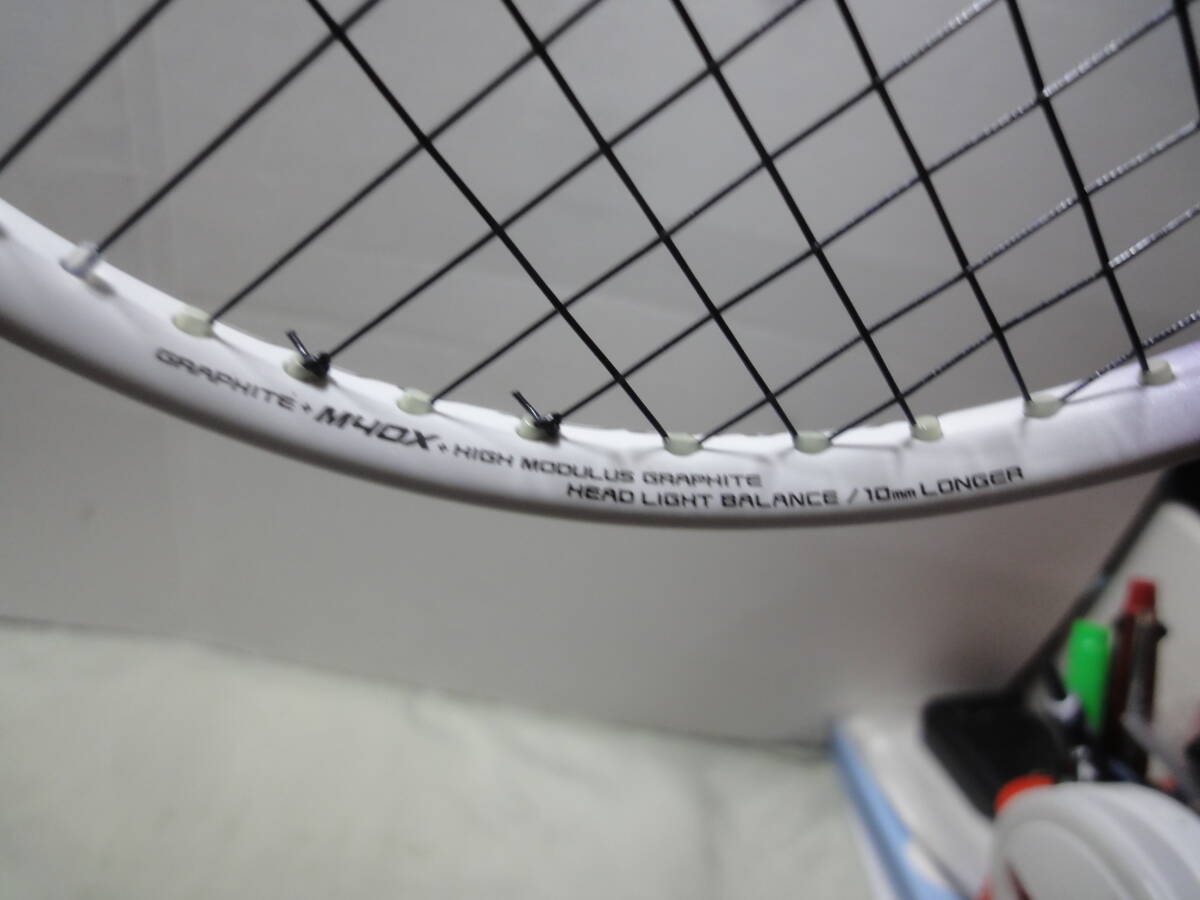 GRAPHITE + M40X + HIGH MODULUS GRAPHITE
HEAD LIGHT BALANCE / 10mm LONGER